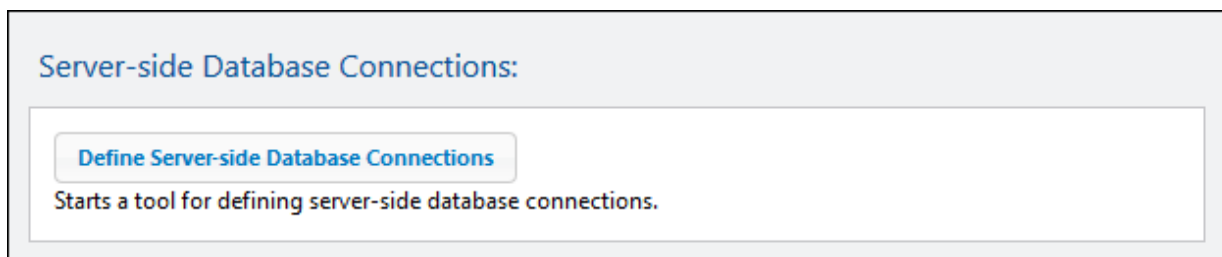 Server-side Database Connections:
Define Server-side Database Connections
Starts a tool for defining server-side database connections.